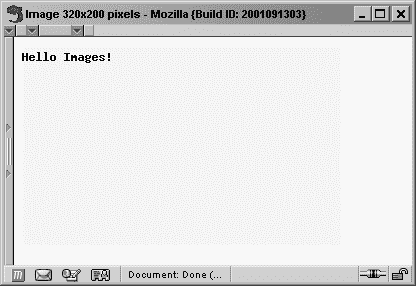 Image 320x200 pixels - Mozilla {Build ID: 2001091303}
Hello Images!
Document: Done (...